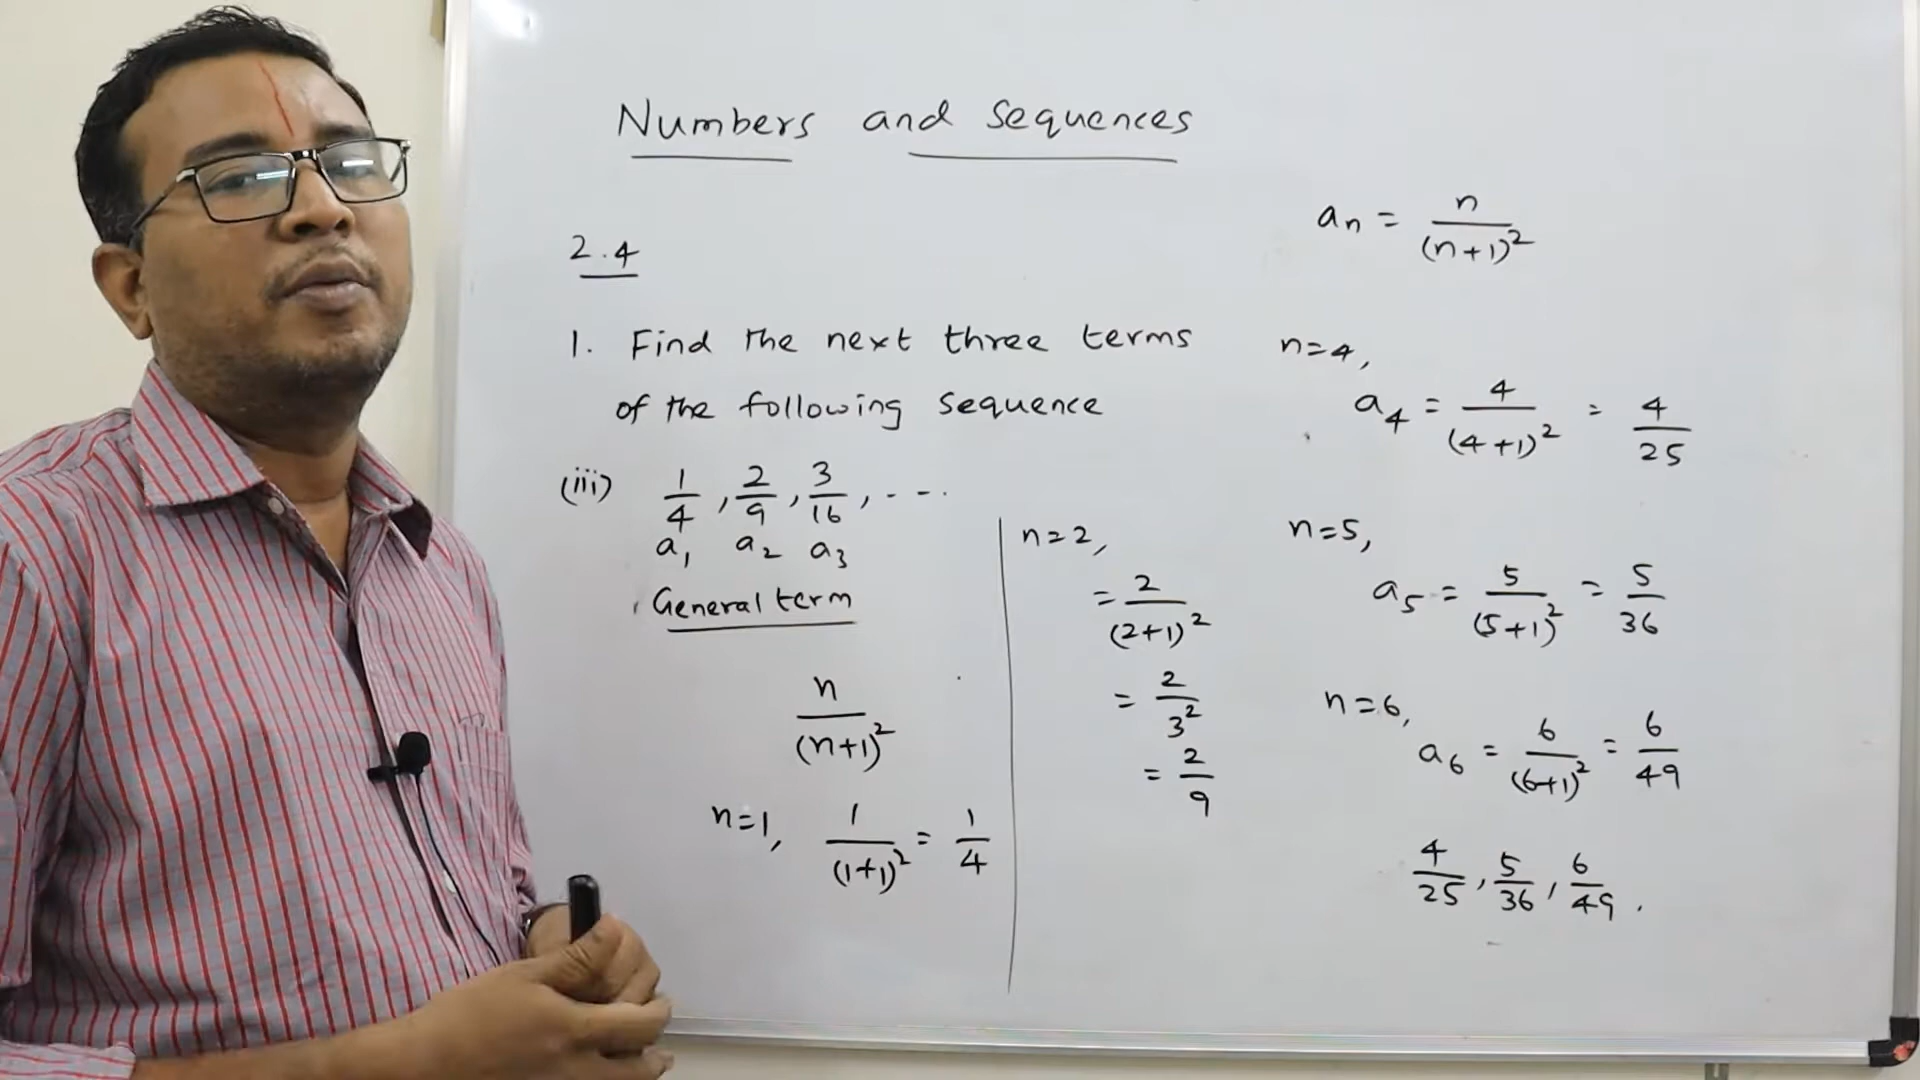 Numbers and Sequences
2.4
1. Find the next three terms
of the following sequence
(iii) 1/4, 2/9, 3/16, - - .
a₁ a₂ a₃
General term
n/(n+1)²
n=1, 1/(1+1)² = 1/4
n=2,
= 2/(2+1)²
= 2/3²
= 2/9
aₙ = n/(n+1)²
n=4,
a₄ = 4/(4+1)² = 4/25
n=5,
a₅ = 5/(5+1)² = 5/36
n=6,
a₆ = 6/(6+1)² = 6/49
4/25, 5/36, 6/49.